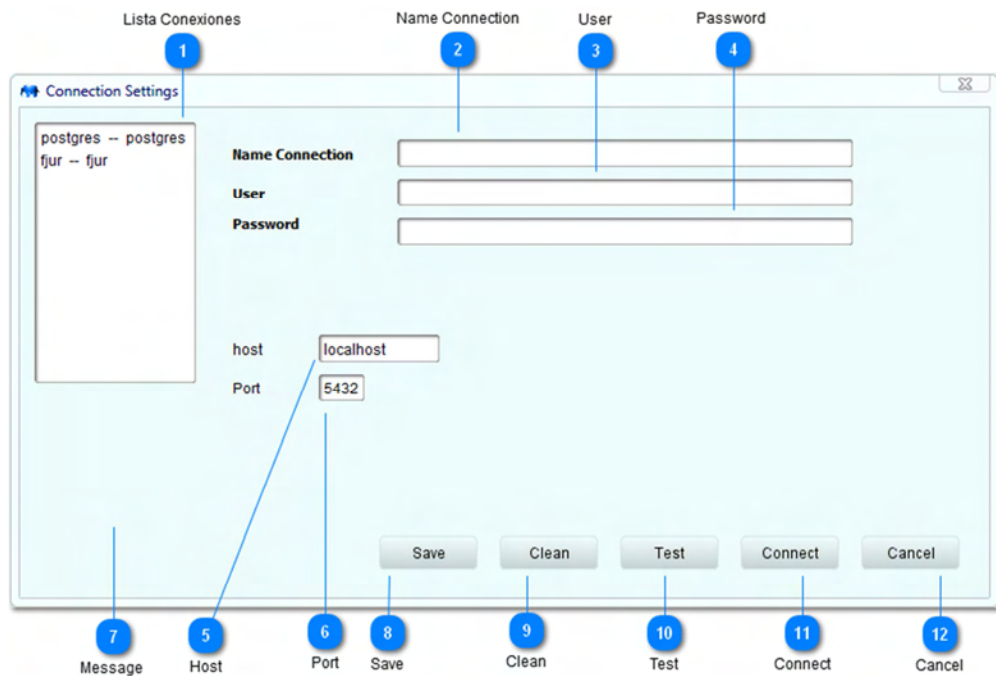 Lista Conexiones
Name Connection
User
Password
1
2
3
4
Connection Settings
postgres -- postgres
fjur -- fjur
Name Connection
User
Password
host
localhost
Port
5432
Save
Clean
Test
Connect
Cancel
7
5
6
8
9
10
11
12
Message
Host
Port
Save
Clean
Test
Connect
Cancel